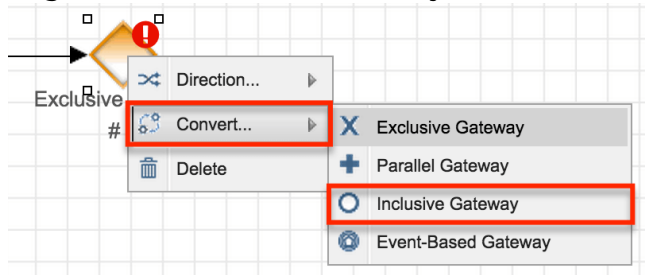 Direction...
Exclusive
#
Convert...
Delete
X Exclusive Gateway
Parallel Gateway
Inclusive Gateway
Event-Based Gateway